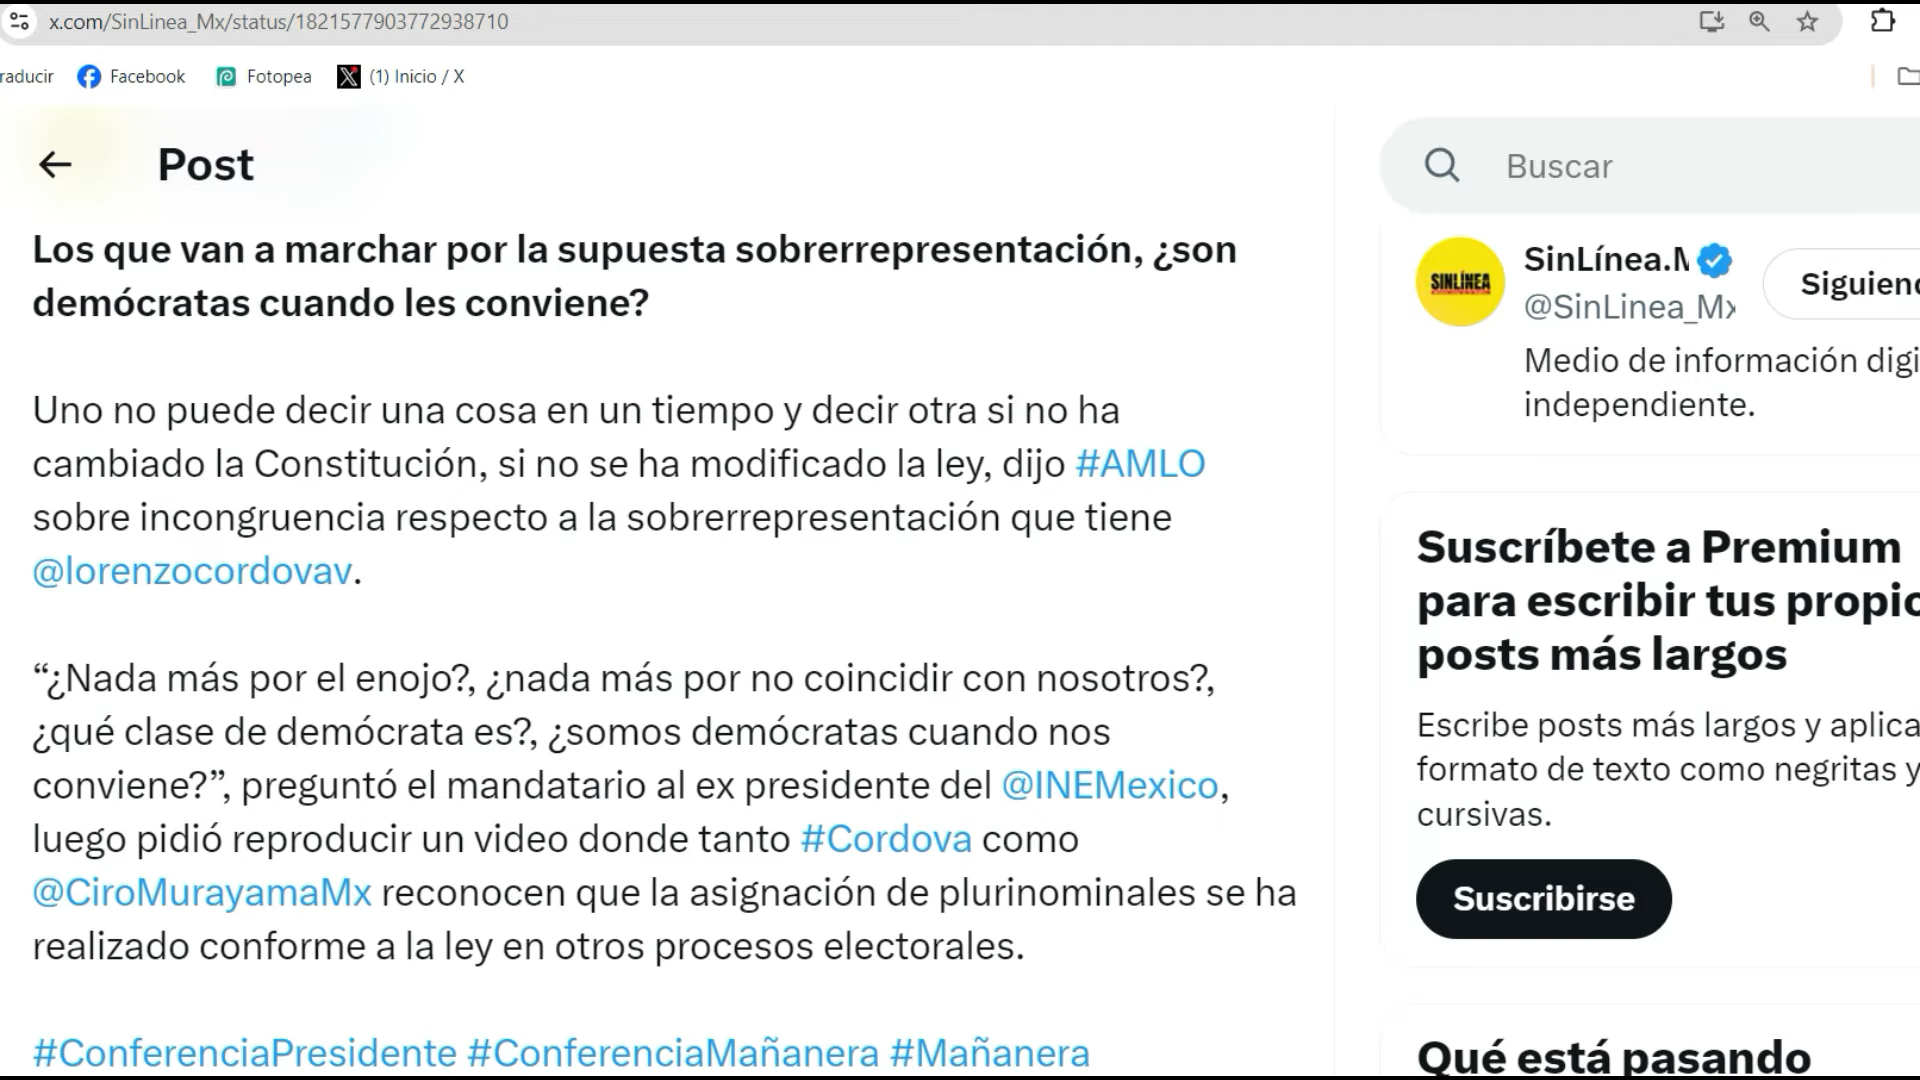 x.com/SinLinea_Mx/status/1821577903772938710
raducir Facebook Fotopea (1) Inicio / X
Post
Los que van a marchar por la supuesta sobrerrepresentación, ¿son
demócratas cuando les conviene?
Uno no puede decir una cosa en un tiempo y decir otra si no ha
cambiado la Constitución, si no se ha modificado la ley, dijo #AMLO
sobre incongruencia respecto a la sobrerrepresentación que tiene
@lorenzocordovav.
“¿Nada más por el enojo?, ¿nada más por no coincidir con nosotros?,
¿qué clase de demócrata es?, ¿somos demócratas cuando nos
conviene?”, preguntó el mandatario al ex presidente del @INEMexico,
luego pidió reproducir un video donde tanto #Cordova como
@CiroMurayamaMx reconocen que la asignación de plurinominales se ha
realizado conforme a la ley en otros procesos electorales.
#ConferenciaPresidente #ConferenciaMañanera #Mañanera
Buscar
SINLÍNEA
SinLínea.M
@SinLinea_Mx
Siguiend
Medio de información digi
independiente.
Suscríbete a Premium
para escribir tus propio
posts más largos
Escribe posts más largos y aplica
formato de texto como negritas y
cursivas.
Suscribirse
Qué está pasando